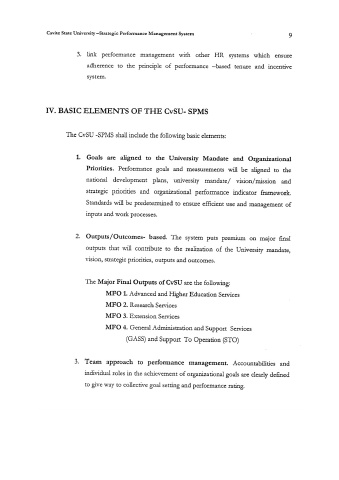 Cavite State University –Strategic Performance Management System 9
3. link performance management with other HR systems which ensure
adherence to the principle of performance –based tenure and incentive
system.
IV. BASIC ELEMENTS OF THE CvSU- SPMS
The CvSU -SPMS shall include the following basic elements:
1. Goals are aligned to the University Mandate and Organizational
Priorities. Performance goals and measurements will be aligned to the
national development plans, university mandate/ vision/mission and
strategic priorities and organizational performance indicator framework.
Standards will be predetermined to ensure efficient use and management of
inputs and work processes.
2. Outputs/Outcomes- based. The system puts premium on major final
outputs that will contribute to the realization of the University mandate,
vision, strategic priorities, outputs and outcomes.
The Major Final Outputs of CvSU are the following:
MFO 1. Advanced and Higher Education Services
MFO 2. Research Services
MFO 3. Extension Services
MFO 4. General Administration and Support Services
(GASS) and Support To Operation (STO)
3. Team approach to performance management. Accountabilities and
individual roles in the achievement of organizational goals are clearly defined
to give way to collective goal setting and performance rating.